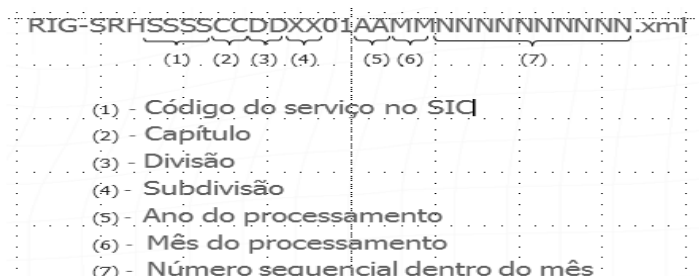 RIG-SRHSSSSCCDDXX01AAMMNNNNNNNNNN.xml
(1) (2) (3) (4) (5) (6) (7)
(1) - Código do serviço no SIC
(2) - Capítulo
(3) - Divisão
(4) - Subdivisão
(5) - Ano do processamento
(6) - Mês do processamento
(7) - Número sequencial dentro do mês